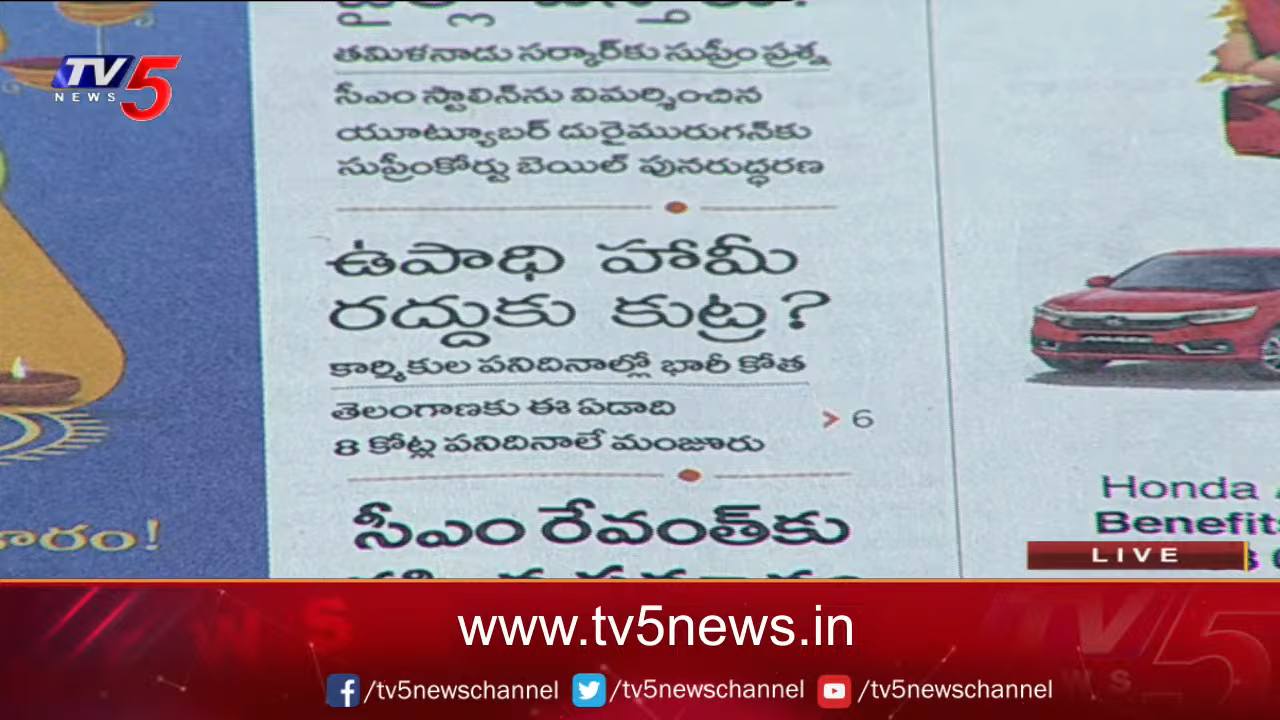 TV5
NEWS
తమిళనాడు సర్కార్‌కు సుప్రీం ప్రశ్న
సీఎం స్టాలిన్‌ను విమర్శించిన
యూట్యూబర్ దురైమురుగన్‌కు
సుప్రీంకోర్టు బెయిల్ పునరుద్ధరణ
ఉపాధి హామీ
రద్దుకు కుట్ర?
కార్మికుల పనిదినాల్లో భారీ కోత
తెలంగాణకు ఈ ఏడాది
8 కోట్ల పనిదినాలే మంజూరు
> 6
సీఎం రేవంత్‌కు
Honda
Benefits
LIVE
www.tv5news.in
/tv5newschannel
/tv5newschannel
/tv5newschannel